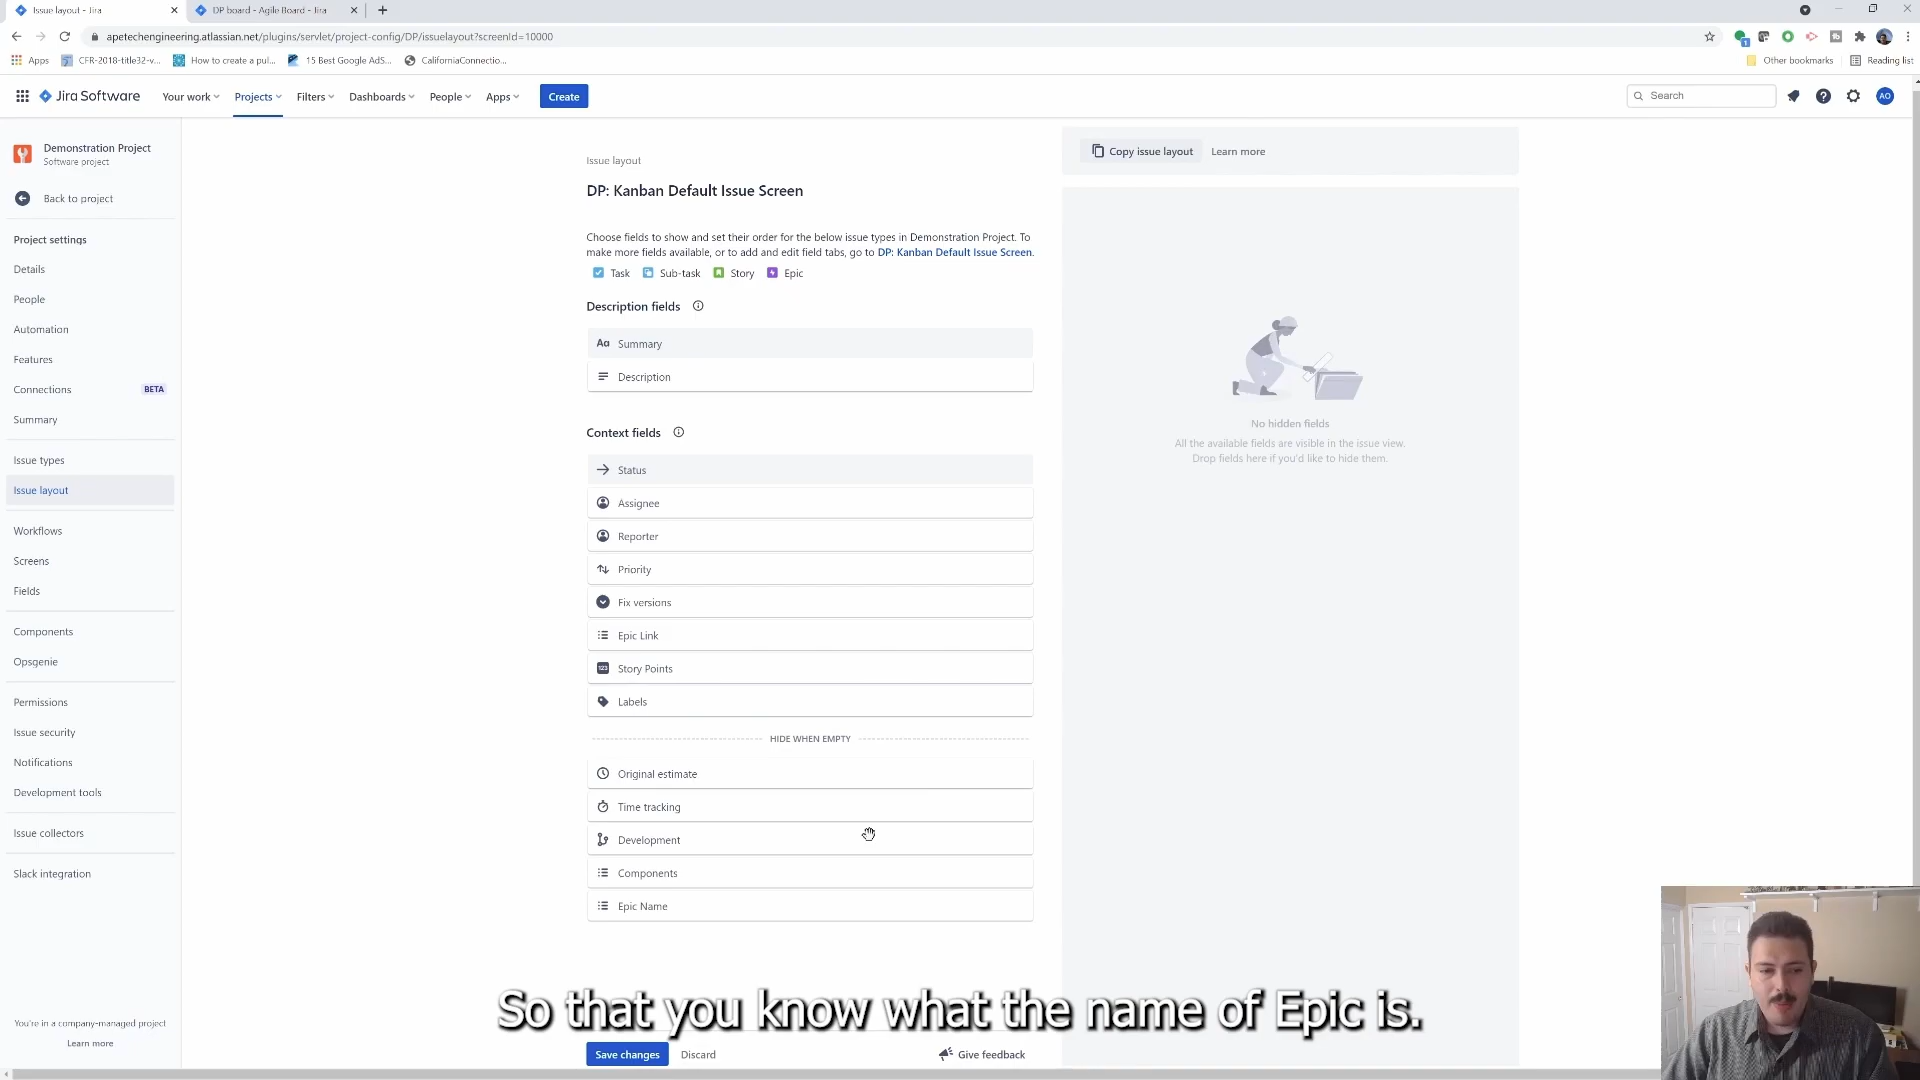 Issue layout - Jira
DP board - Agile Board - Jira
apetechengineering.atlassian.net/plugins/servlet/project-config/DP/issuelayout?screenId=10000
Apps
CFR-2018-title32-v...
How to create a pul...
15 Best Google AdS...
CaliforniaConnectio...
Other bookmarks
Reading list
Jira Software
Your work
Projects
Filters
Dashboards
People
Apps
Create
Search
AO
Demonstration Project
Software project
Back to project
Project settings
Details
People
Automation
Features
Connections
BETA
Summary
Issue types
Issue layout
Workflows
Screens
Fields
Components
Opsgenie
Permissions
Issue security
Notifications
Development tools
Issue collectors
Slack integration
You're in a company-managed project
Learn more
Issue layout
DP: Kanban Default Issue Screen
Choose fields to show and set their order for the below issue types in Demonstration Project. To
make more fields available, or to add and edit field tabs, go to DP: Kanban Default Issue Screen.
Task
Sub-task
Story
Epic
Description fields
Aa Summary
Description
Context fields
Status
Assignee
Reporter
Priority
Fix versions
Epic Link
123 Story Points
Labels
HIDE WHEN EMPTY
Original estimate
Time tracking
Development
Components
Epic Name
Save changes
Discard
Give feedback
Copy issue layout
Learn more
No hidden fields
All the available fields are visible in the issue view.
Drop fields here if you'd like to hide them.
So that you know what the name of Epic is.